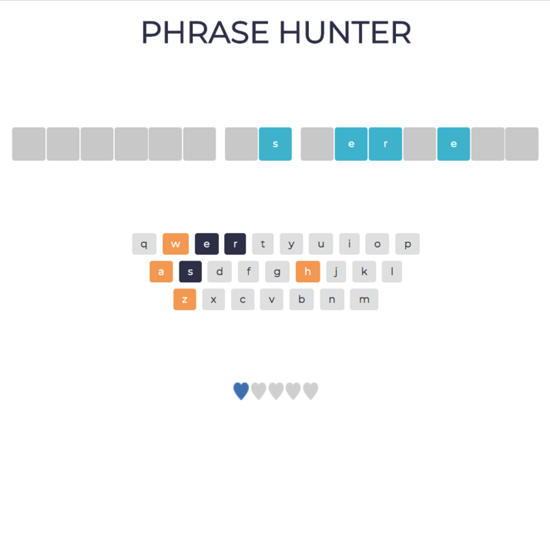 PHRASE HUNTER
s e r e
q w e r t y u i o p
a s d f g h j k l
z x c v b n m